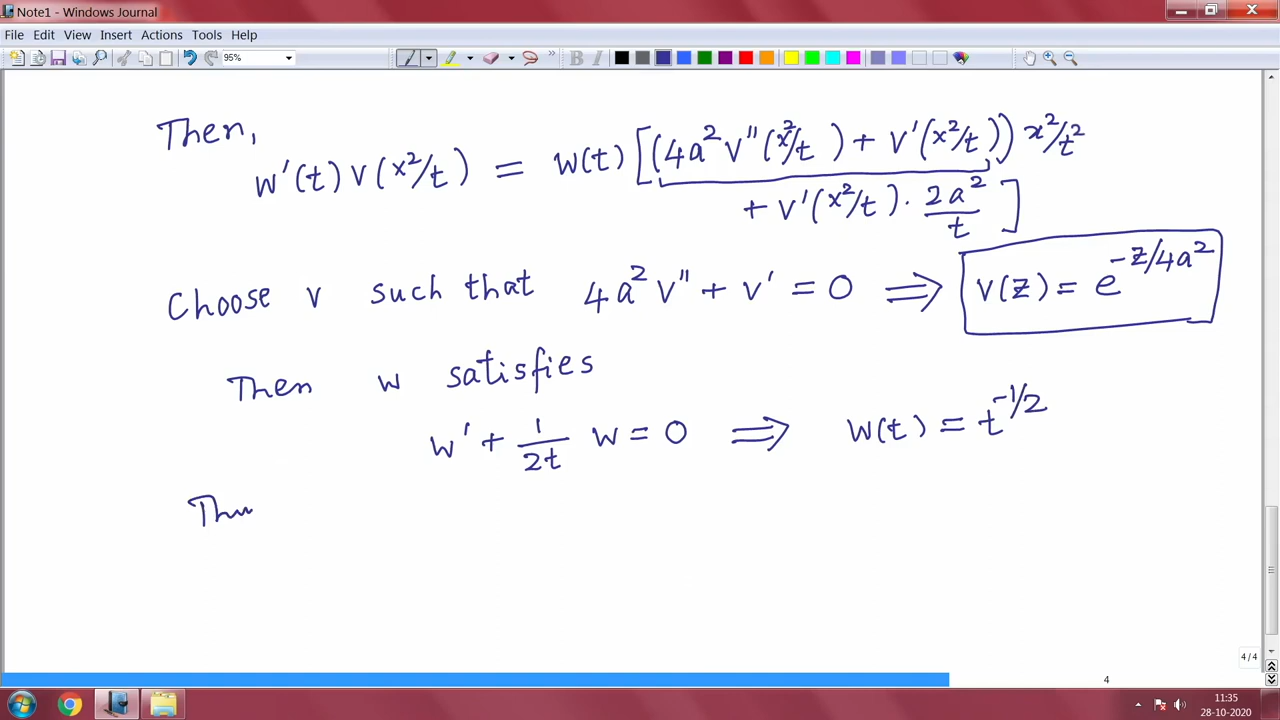 Note1 - Windows Journal
File Edit View Insert Actions Tools Help
95%
B I
Then,
w'(t) v(x²/t) = w(t) [(4a² v''(x²/t) + v'(x²/t)) x²/t²
+ v'(x²/t) · 2a²/t ]
Choose v such that 4a² v'' + v' = 0 ⟹ v(z) = e^{-z/4a²}
Then w satisfies
w' + 1/2t w = 0 ⟹ w(t) = t^{-1/2}
Thu
4/4
4
11:35
28-10-2020